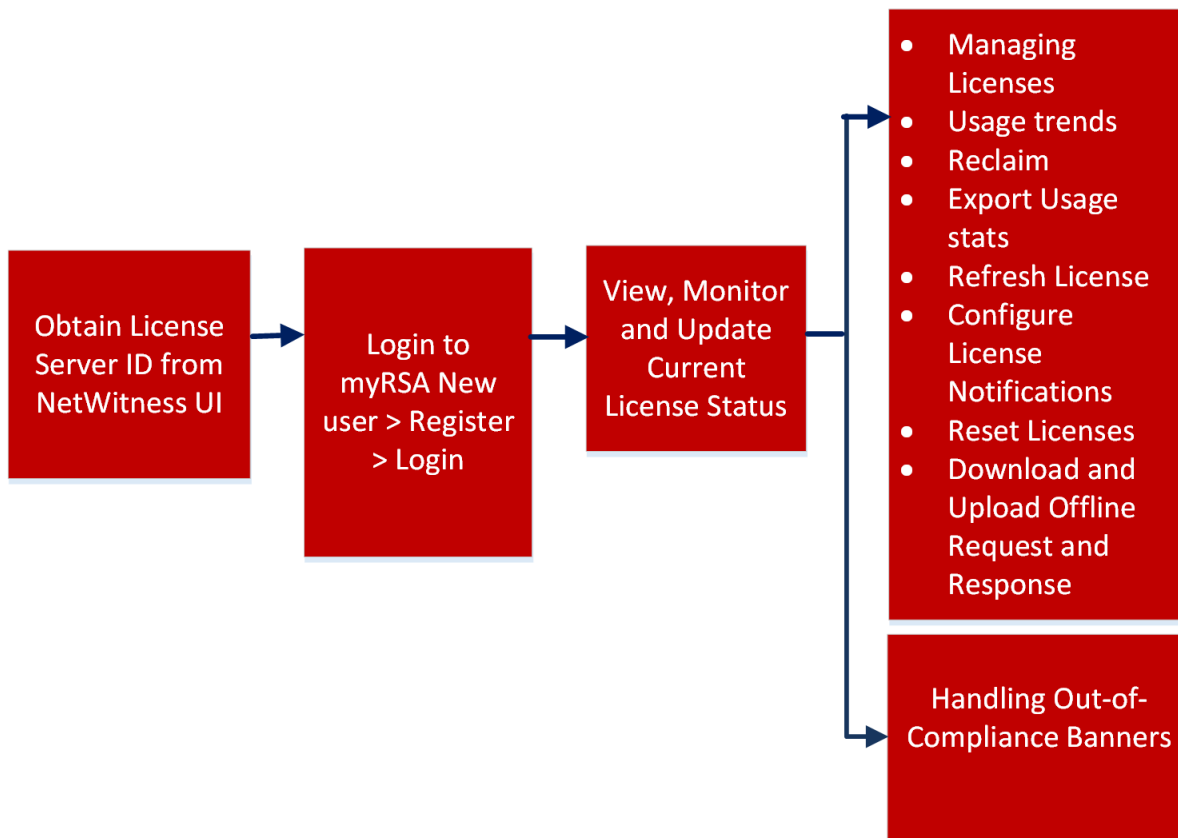 Obtain License
Server ID from
NetWitness UI
Login to
myRSA New
user > Register
> Login
View, Monitor
and Update
Current
License Status
• Managing
Licenses
• Usage trends
• Reclaim
• Export Usage
stats
• Refresh License
• Configure
License
Notifications
• Reset Licenses
• Download and
Upload Offline
Request and
Response
Handling Out-of-
Compliance Banners